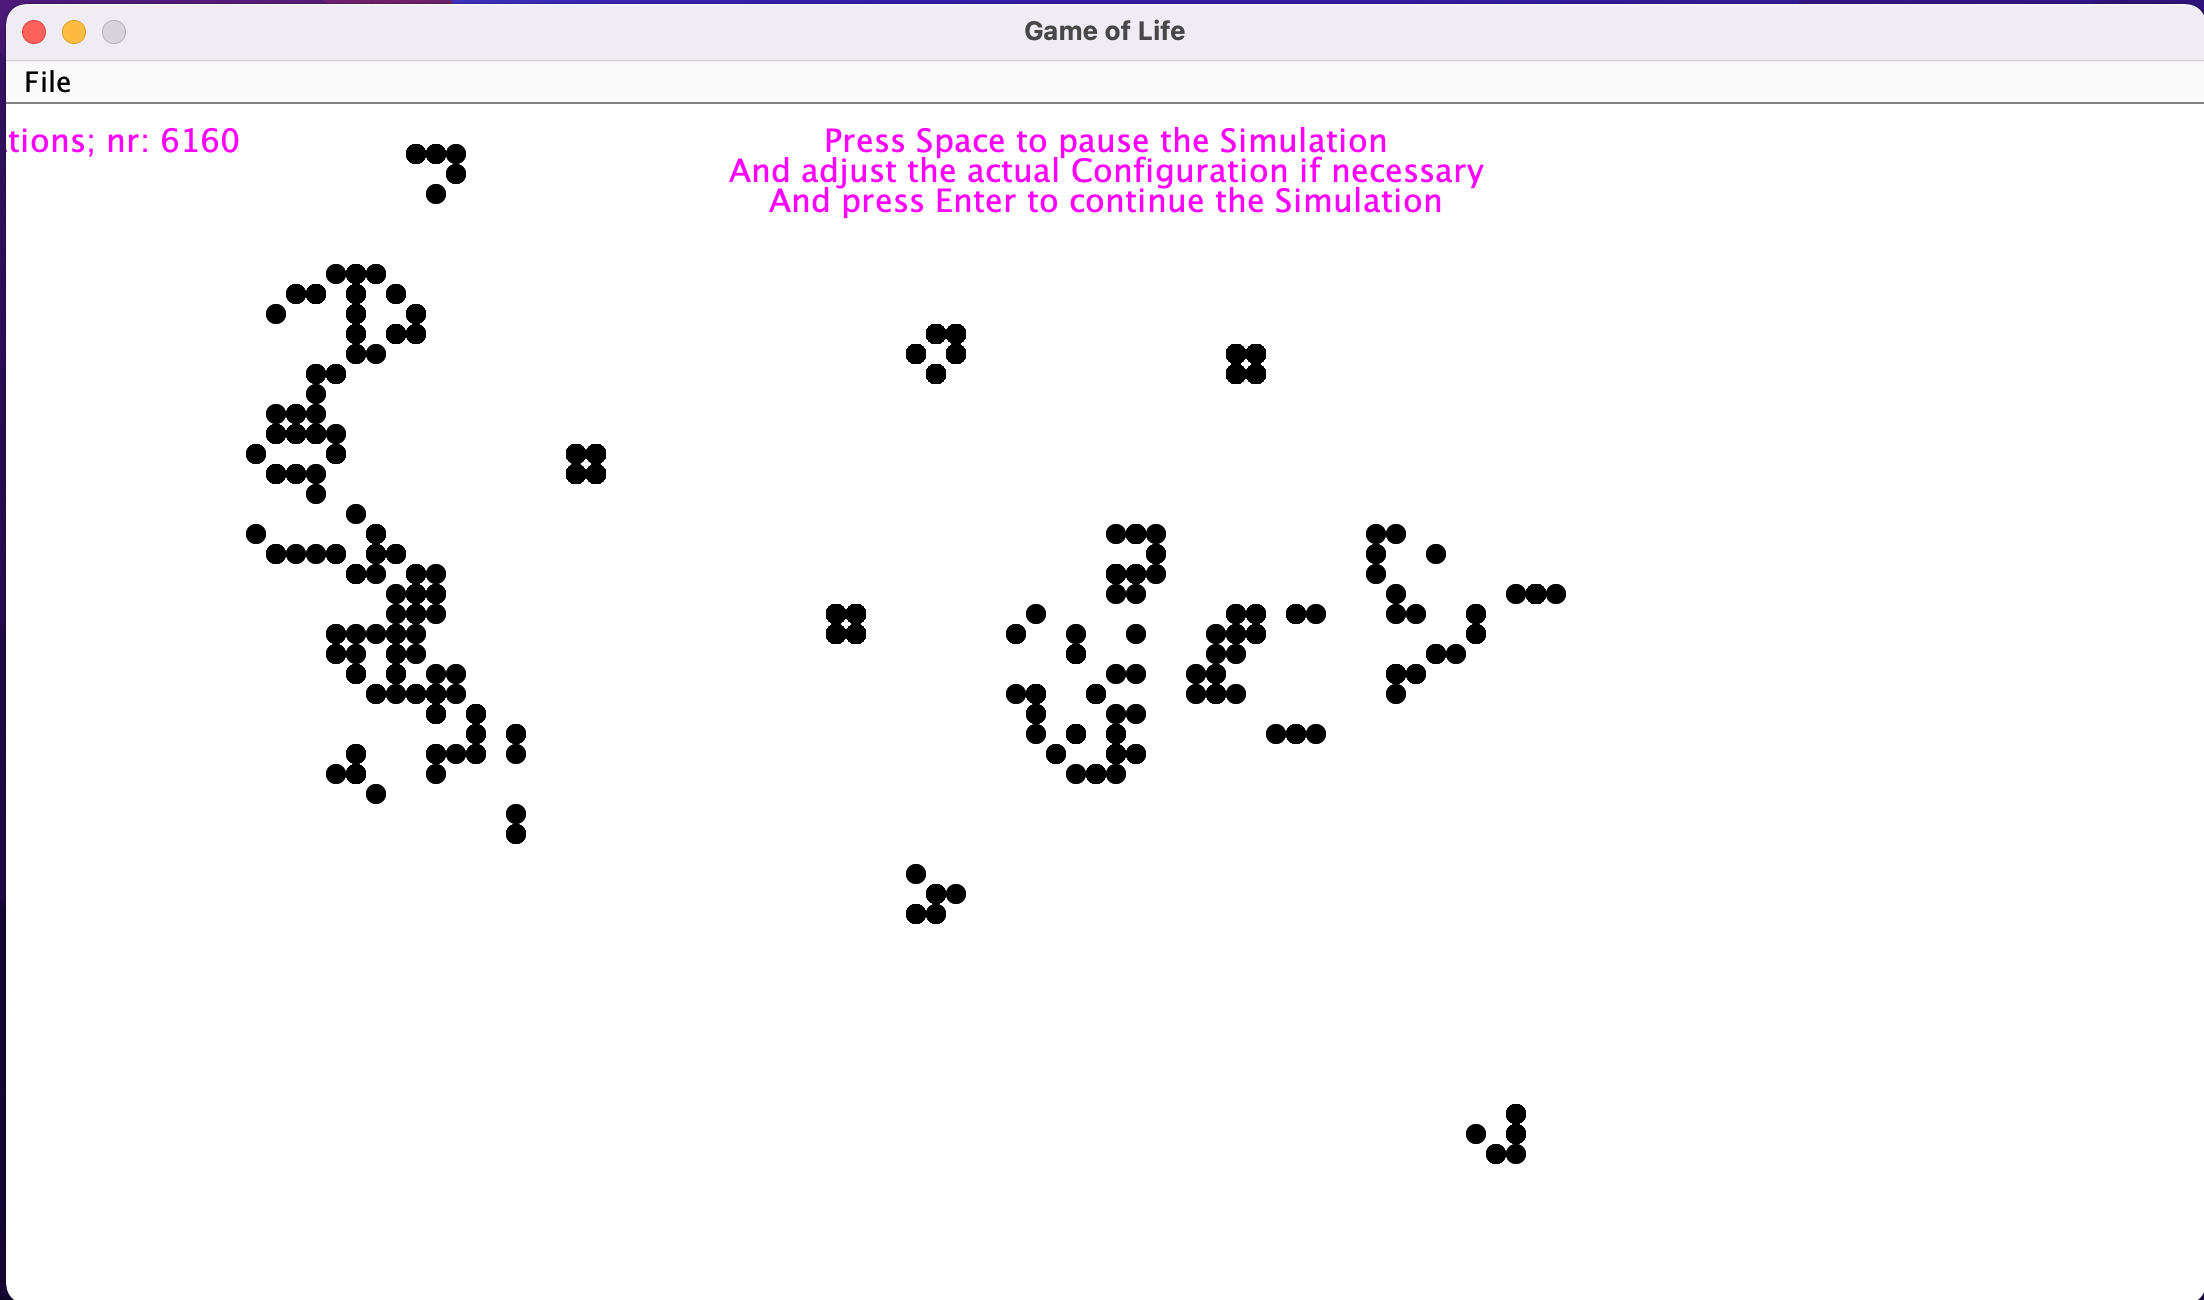 Game of Life
File
tions; nr: 6160
Press Space to pause the Simulation
And adjust the actual Configuration if necessary
And press Enter to continue the Simulation